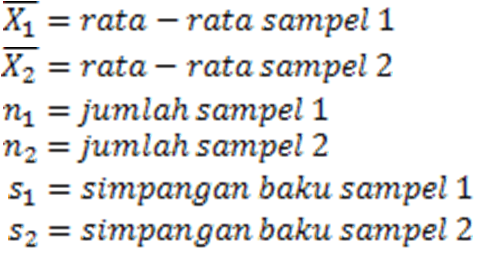 X̅₁ = rata − rata sampel 1
X̅₂ = rata − rata sampel 2
n₁ = jumlah sampel 1
n₂ = jumlah sampel 2
s₁ = simpangan baku sampel 1
s₂ = simpangan baku sampel 2